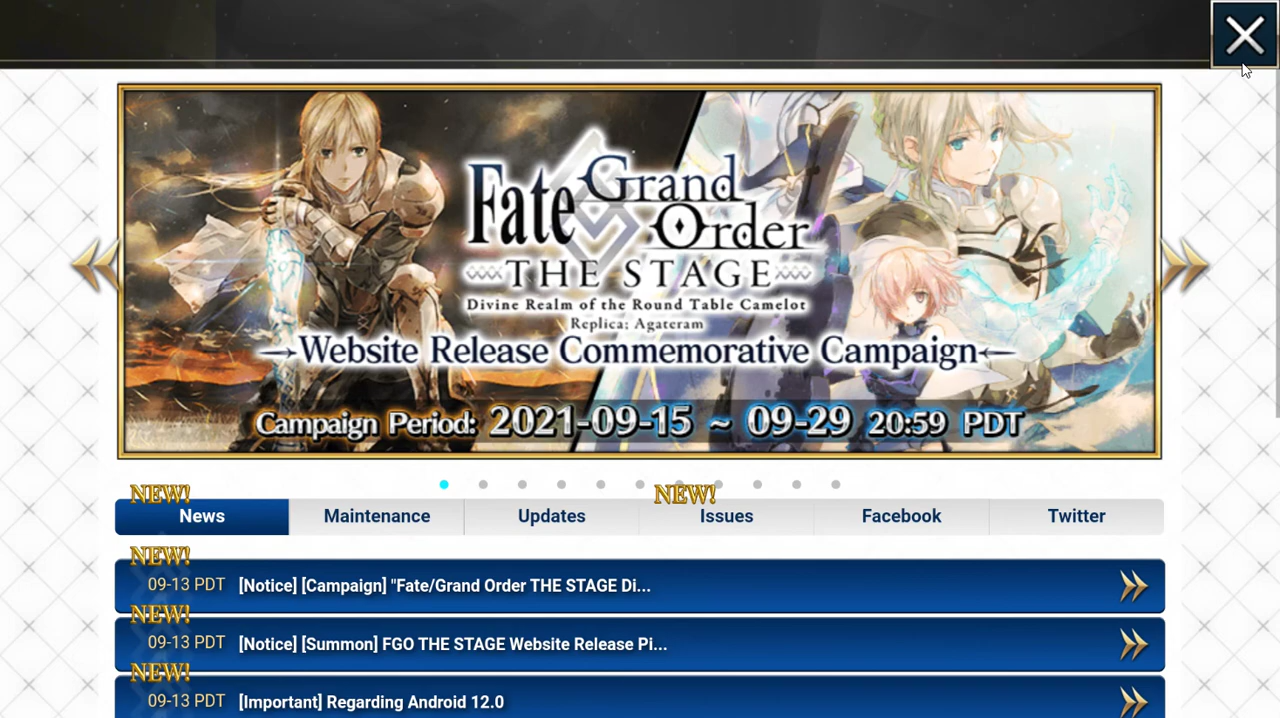 Fate
Grand
Order
THE STAGE
Divine Realm of the Round Table Camelot
Replica; Agateram
Website Release Commemorative Campaign
Campaign Period: 2021-09-15 ~ 09-29 20:59 PDT
NEW! NEW!
News Maintenance Updates Issues Facebook Twitter
NEW!
09-13 PDT [Notice] [Campaign] "Fate/Grand Order THE STAGE Di...
NEW!
09-13 PDT [Notice] [Summon] FGO THE STAGE Website Release Pi...
NEW!
09-13 PDT [Important] Regarding Android 12.0